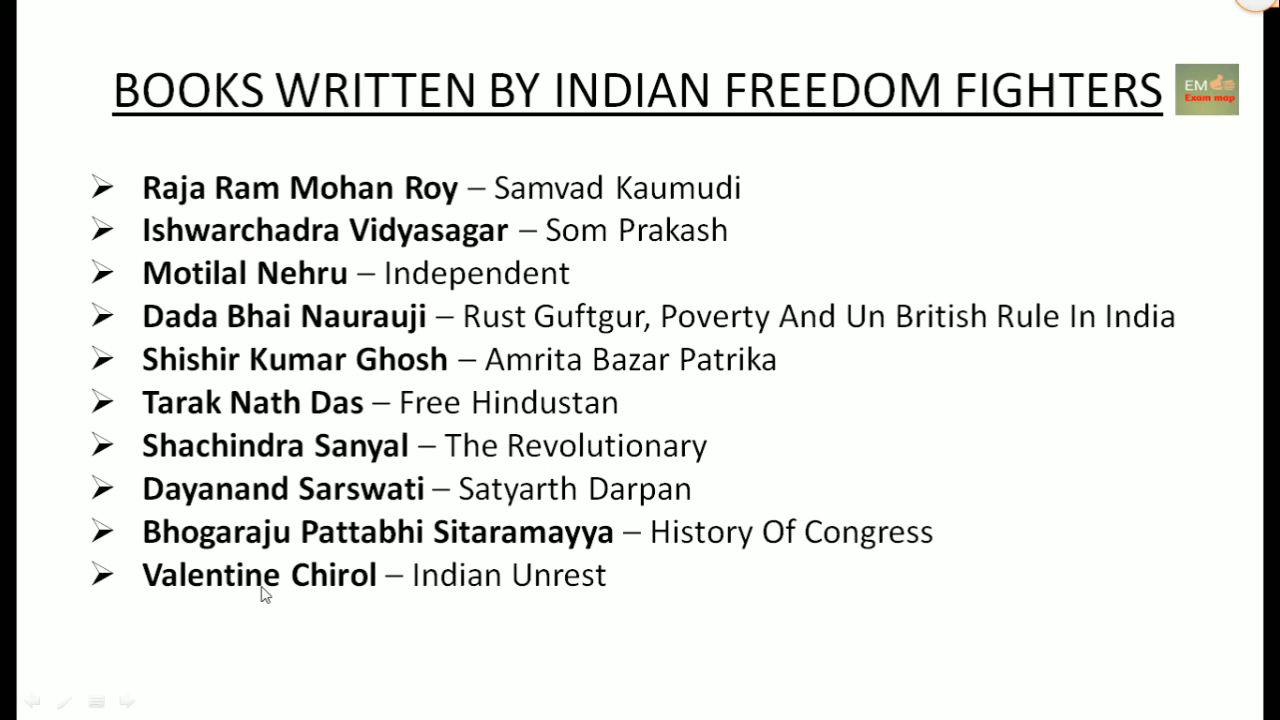 BOOKS WRITTEN BY INDIAN FREEDOM FIGHTERS
EM
Exam map
➢ Raja Ram Mohan Roy – Samvad Kaumudi
➢ Ishwarchadra Vidyasagar – Som Prakash
➢ Motilal Nehru – Independent
➢ Dada Bhai Naurauji – Rust Guftgur, Poverty And Un British Rule In India
➢ Shishir Kumar Ghosh – Amrita Bazar Patrika
➢ Tarak Nath Das – Free Hindustan
➢ Shachindra Sanyal – The Revolutionary
➢ Dayanand Sarswati – Satyarth Darpan
➢ Bhogaraju Pattabhi Sitaramayya – History Of Congress
➢ Valentine Chirol – Indian Unrest